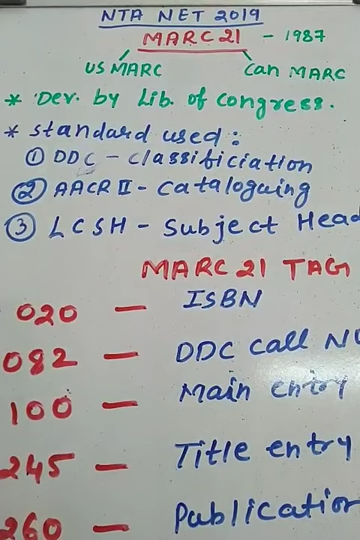 NTA NET 2019
MARC 21 - 1987
US MARC Can MARC
* Dev. by Lib. of Congress.
* Standard used:
① DDC - Classificiation
② AACR II - Cataloguing
③ LCSH - Subject Head
MARC 21 TAG
020 — ISBN
082 — DDC Call N
100 — Main entry
245 — Title entry
260 — Publication